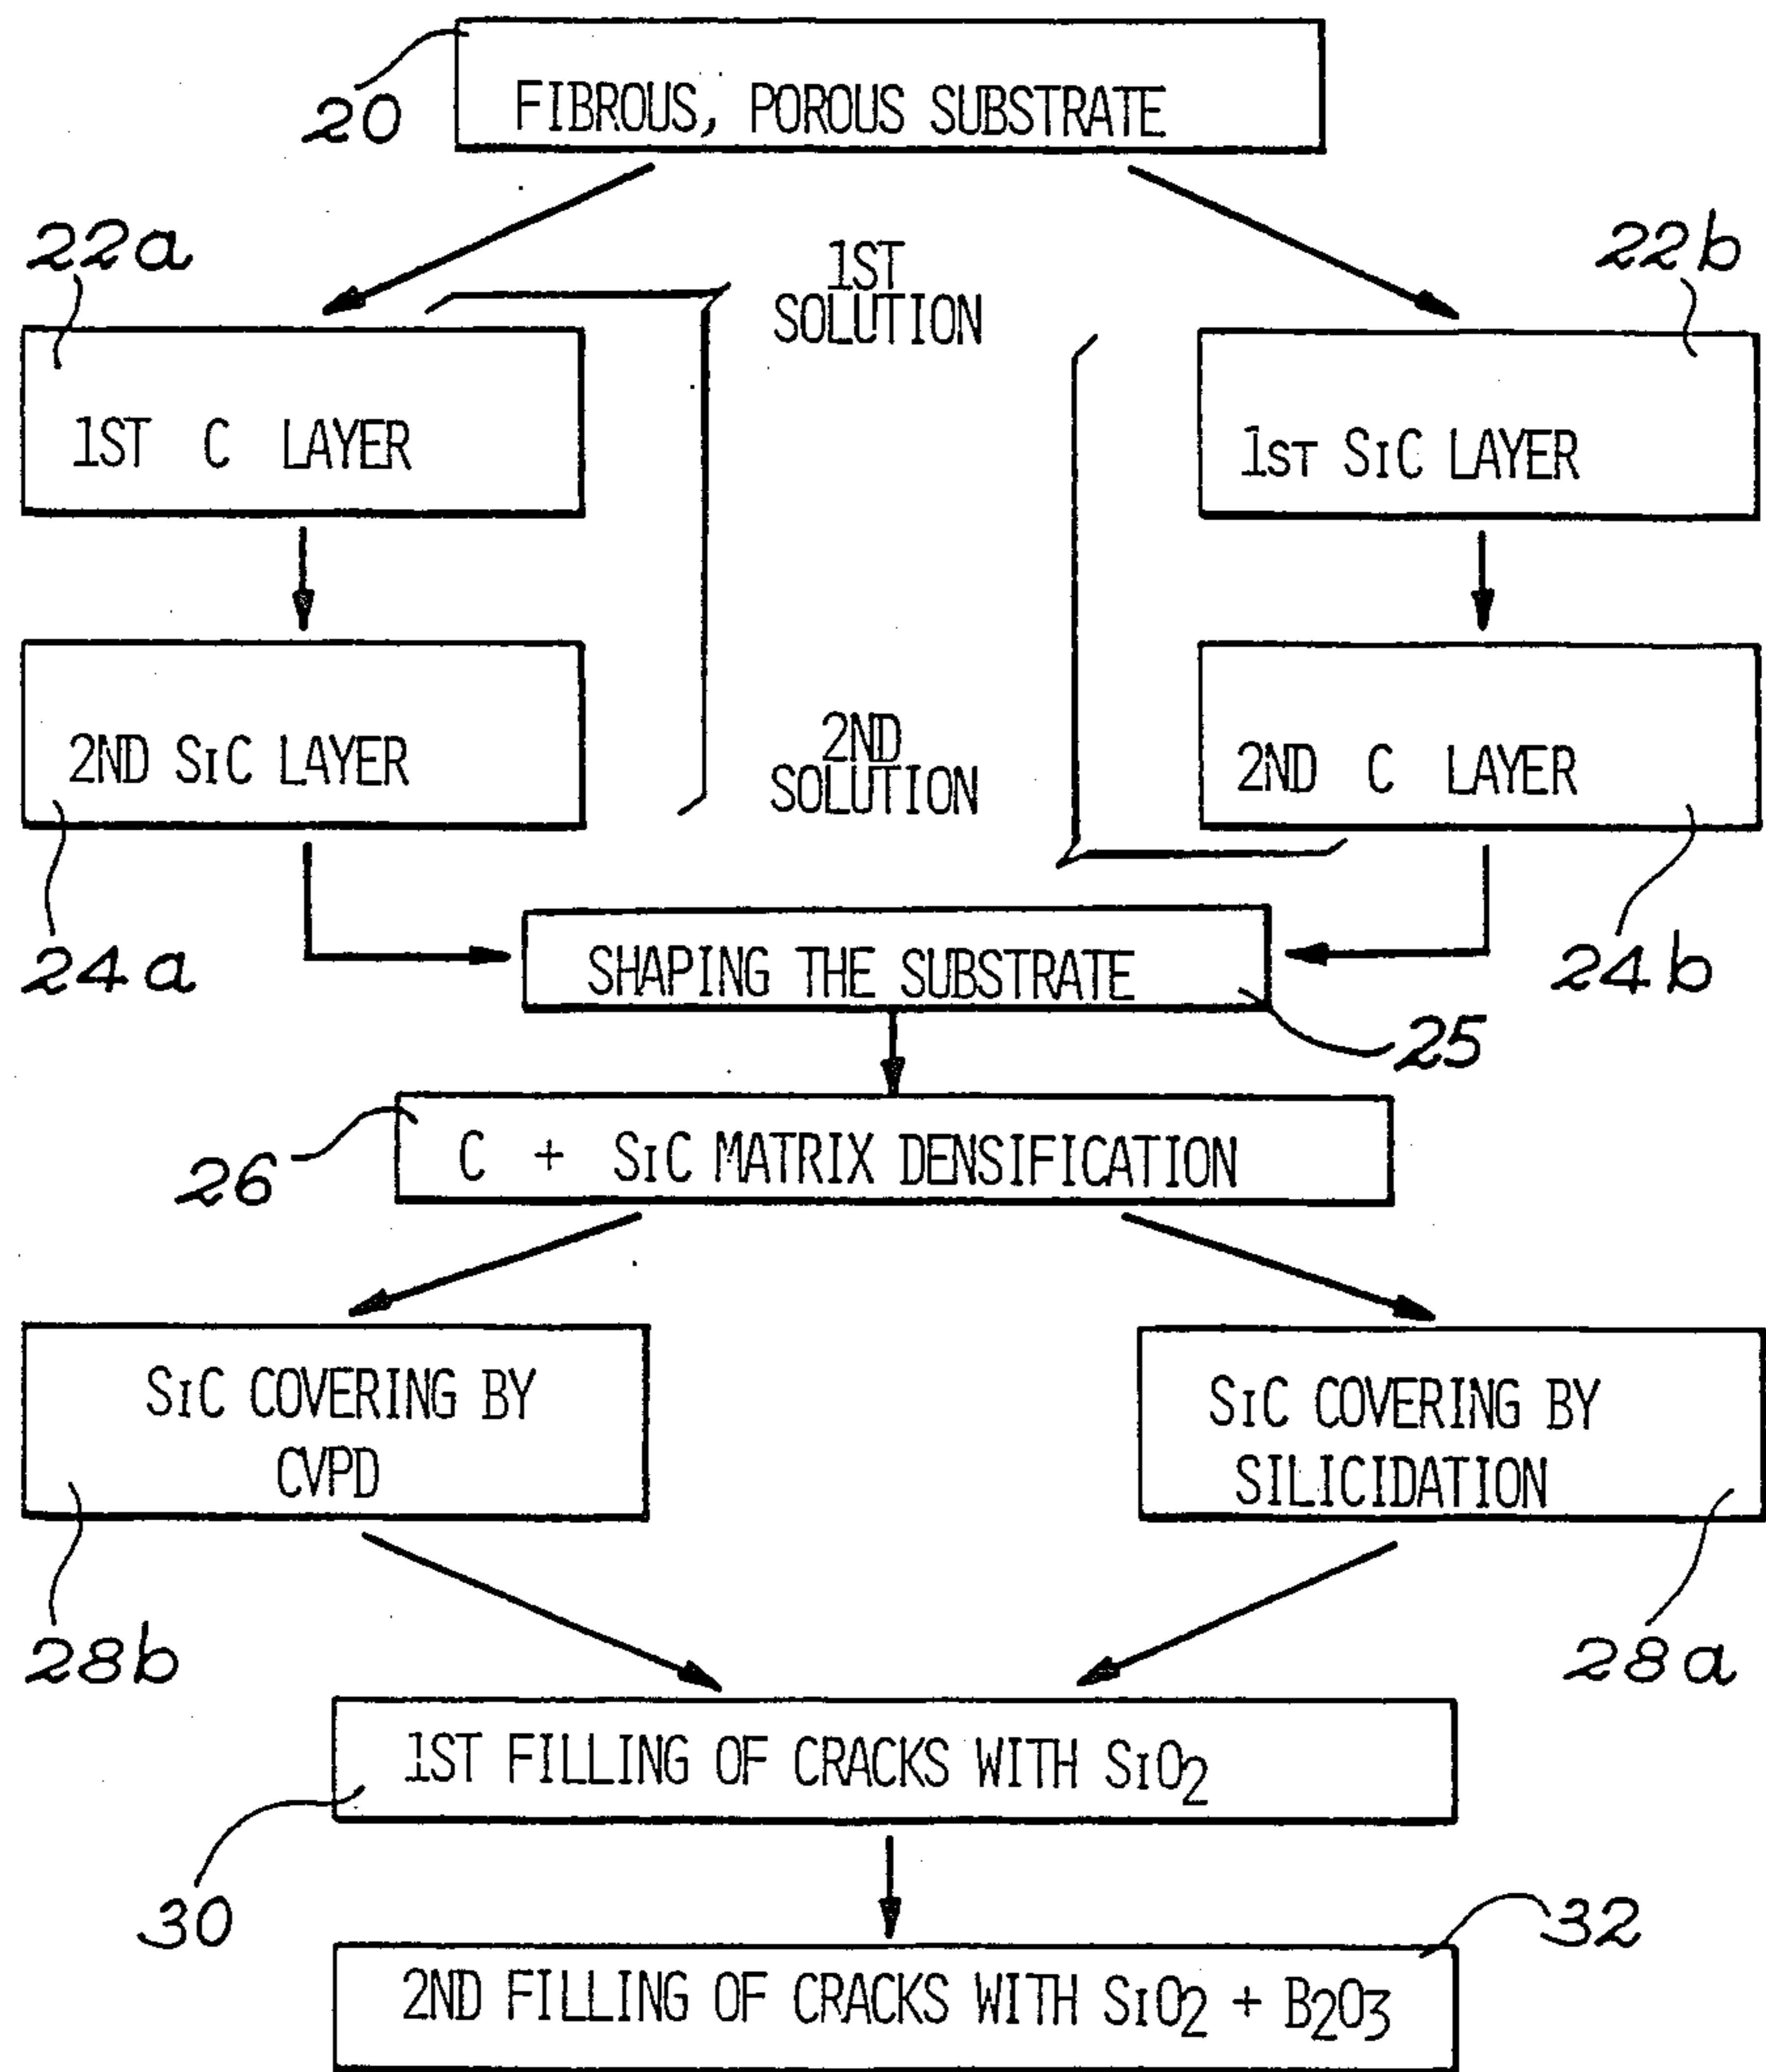 20
FIBROUS, POROUS SUBSTRATE
22a
1ST
SOLUTION
22b
1ST C LAYER
1ST SiC LAYER
2ND SiC LAYER
2ND
SOLUTION
2ND C LAYER
24a
SHAPING THE SUBSTRATE
24b
25
26
C + SiC MATRIX DENSIFICATION
SiC COVERING BY
CVPD
SiC COVERING BY
SILICIDATION
28b
28a
1ST FILLING OF CRACKS WITH SiO2
30
32
2ND FILLING OF CRACKS WITH SiO2 + B2O3